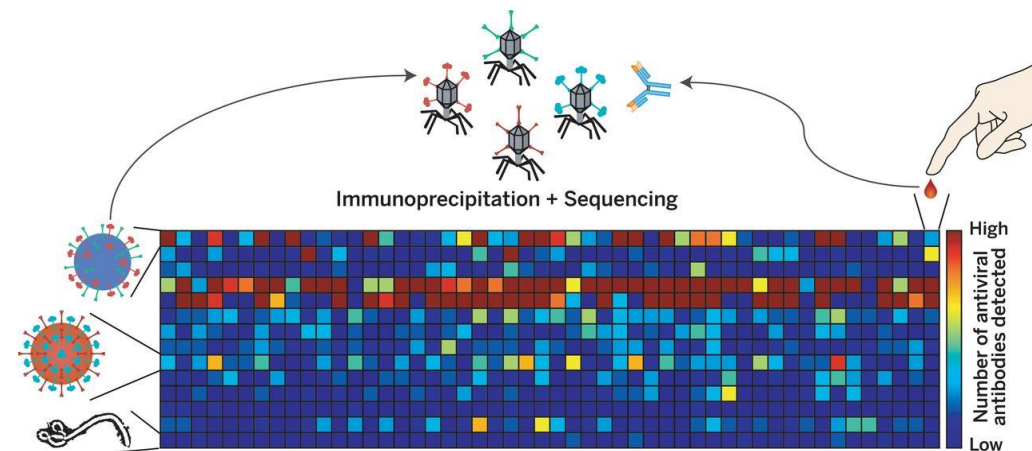 Immunoprecipitation + Sequencing
High
Number of antiviral
antibodies detected
Low